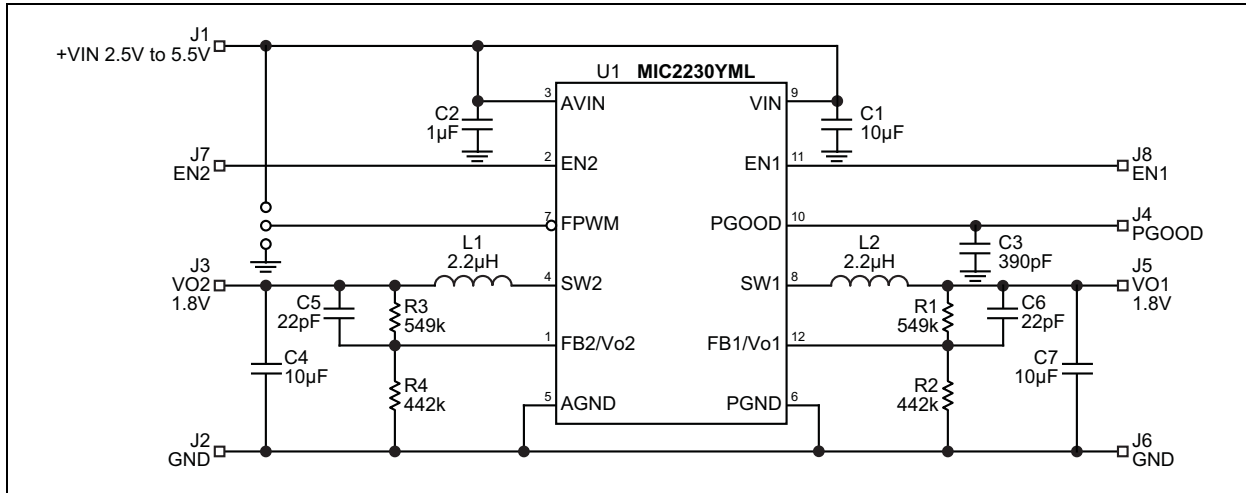 J1
+VIN 2.5V to 5.5V
U1 MIC2230YML
3
AVIN
VIN
9
C2
1µF
C1
10µF
J7
EN2
2
EN2
EN1
11
J8
EN1
7
FPWM
PGOOD
10
J4
PGOOD
L1
2.2µH
L2
2.2µH
C3
390pF
J3
VO2
1.8V
4
SW2
SW1
8
J5
VO1
1.8V
C5
22pF
R3
549k
R1
549k
C6
22pF
1
FB2/Vo2
FB1/Vo1
12
C4
10µF
R4
442k
R2
442k
C7
10µF
5
AGND
PGND
6
J2
GND
J6
GND